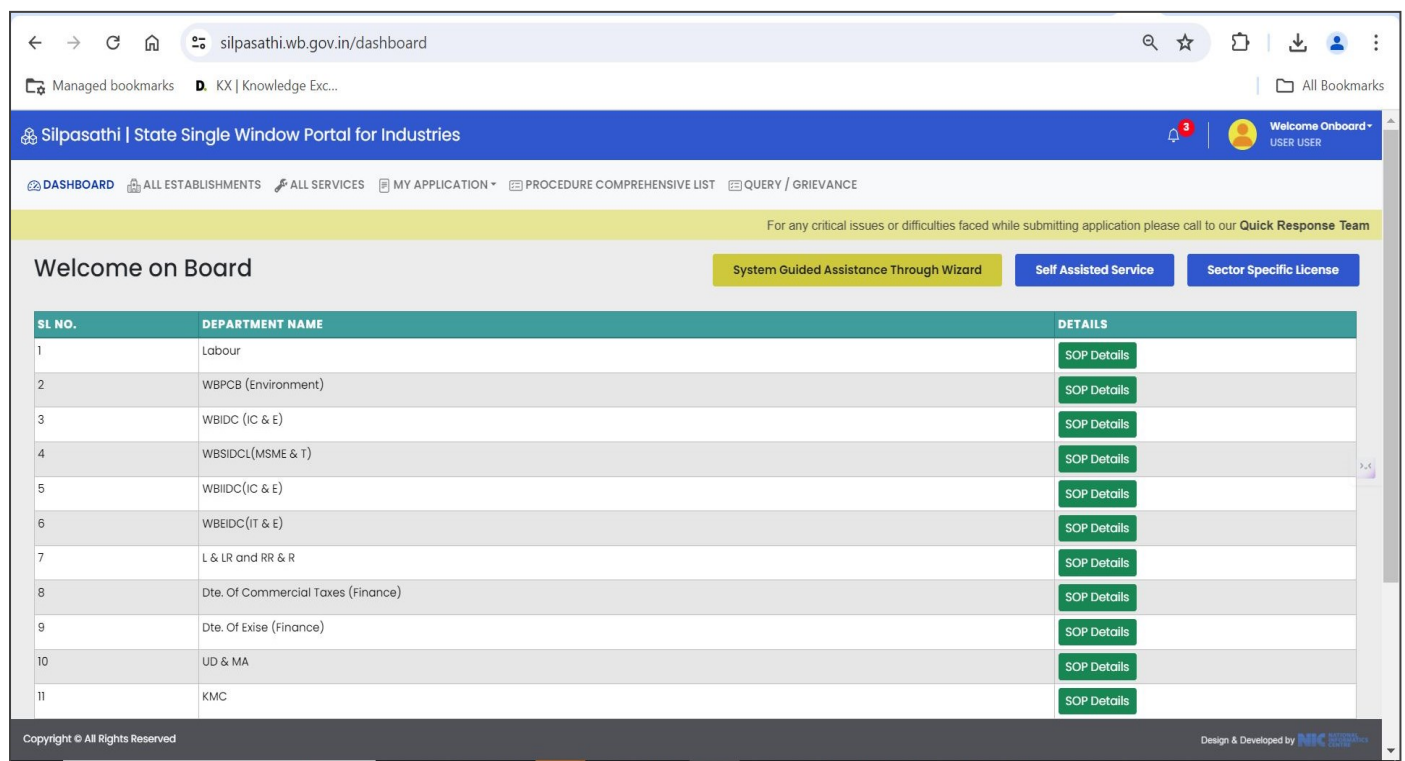 silpasathi.wb.gov.in/dashboard
Managed bookmarks D. KX | Knowledge Exc... All Bookmarks
Silpasathi | State Single Window Portal for Industries 3 Welcome Onboard
USER USER
DASHBOARD ALL ESTABLISHMENTS ALL SERVICES MY APPLICATION PROCEDURE COMPREHENSIVE LIST QUERY / GRIEVANCE
For any critical issues or difficulties faced while submitting application please call to our Quick Response Team
Welcome on Board System Guided Assistance Through Wizard Self Assisted Service Sector Specific License
SL NO. DEPARTMENT NAME DETAILS
1 Labour SOP Details
2 WBPCB (Environment) SOP Details
3 WBIDC (IC & E) SOP Details
4 WBSIDCL(MSME & T) SOP Details
5 WBIIDC(IC & E) SOP Details
6 WBEIDC(IT & E) SOP Details
7 L & LR and RR & R SOP Details
8 Dte. Of Commercial Taxes (Finance) SOP Details
9 Dte. Of Exise (Finance) SOP Details
10 UD & MA SOP Details
11 KMC SOP Details
Copyright © All Rights Reserved Design & Developed by NIC NATIONAL INFORMATICS CENTRE